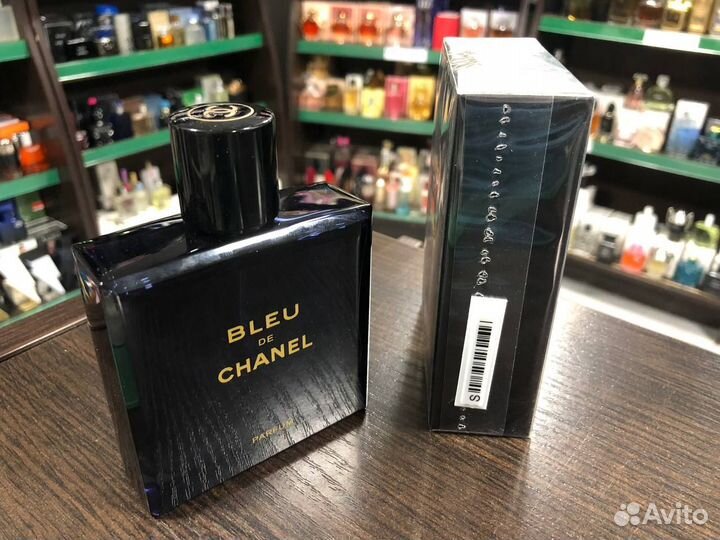 BLEU
DE
CHANEL
PARFUM
S
Avito